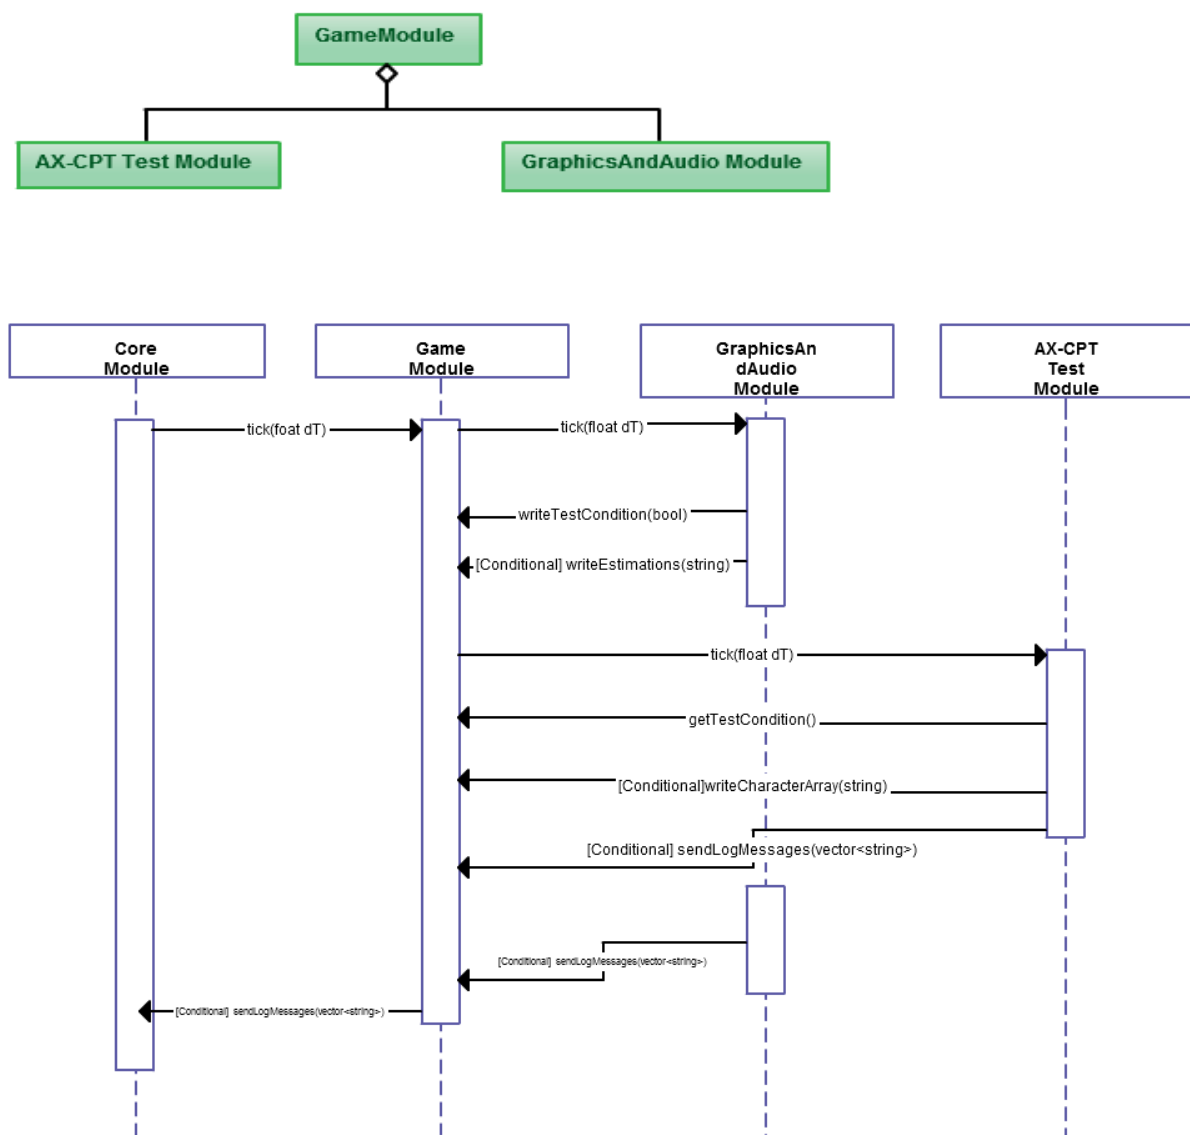 GameModule
AX-CPT Test Module
GraphicsAndAudio Module
Core
Module
Game
Module
GraphicsAn
dAudio
Module
AX-CPT
Test
Module
tick(foat dT)
tick(float dT)
writeTestCondition(bool)
[Conditional] writeEstimations(string)
tick(float dT)
getTestCondition()
[Conditional]writeCharacterArray(string)
[Conditional] sendLogMessages(vector<string>)
[Conditional] sendLogMessages(vector<string>)
[Conditional] sendLogMessages(vector<string>)